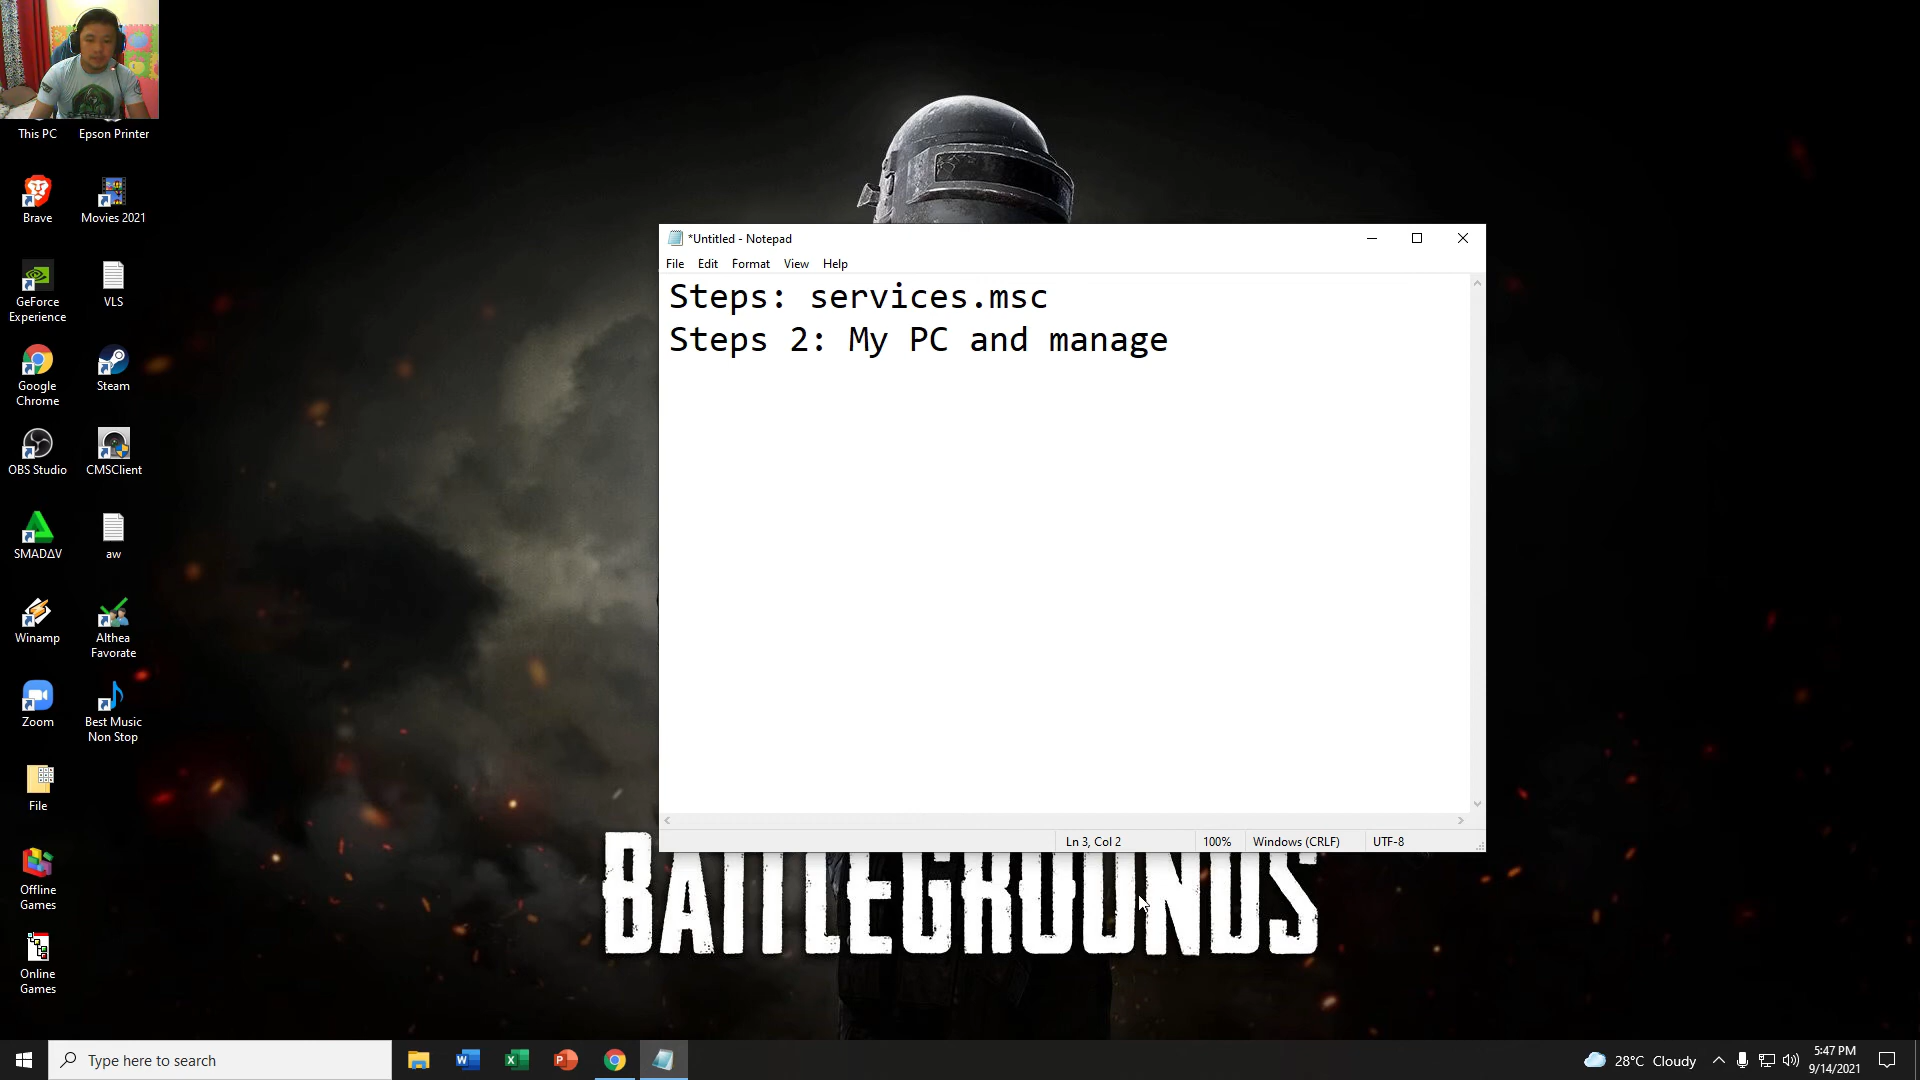 This PC
Epson Printer
Brave
Movies 2021
GeForce
Experience
VLS
Google
Chrome
Steam
OBS Studio
CMSClient
SMADΔV
aw
Winamp
Althea
Favorate
Zoom
Best Music
Non Stop
File
Offline
Games
Online
Games
*Untitled - Notepad
File Edit Format View Help
Steps: services.msc
Steps 2: My PC and manage
Ln 3, Col 2 100% Windows (CRLF) UTF-8
BATTLEGROUNDS
Type here to search
28°C Cloudy
5:47 PM
9/14/2021